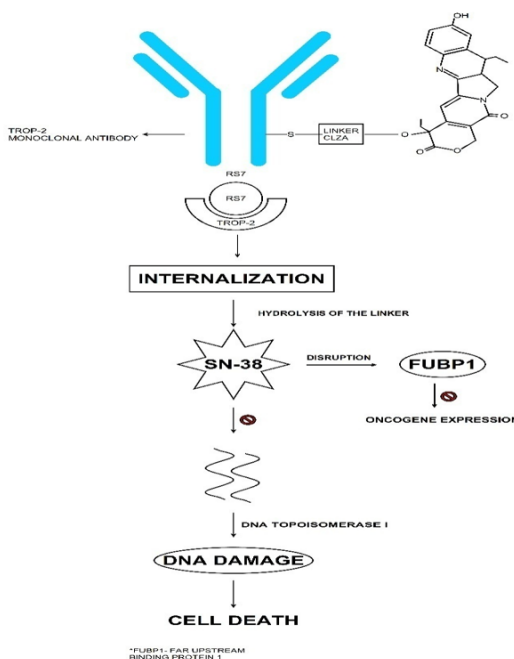 OH
N
N
O
TROP-2
MONOCLONAL ANTIBODY
S
LINKER
CLZA
O
O
O
RS7
RS7
TROP-2
INTERNALIZATION
HYDROLYSIS OF THE LINKER
SN-38
DISRUPTION
FUBP1
ONCOGENE EXPRESSION
DNA TOPOISOMERASE I
DNA DAMAGE
CELL DEATH
*FUBP1- FAR UPSTREAM
BINDING PROTEIN 1